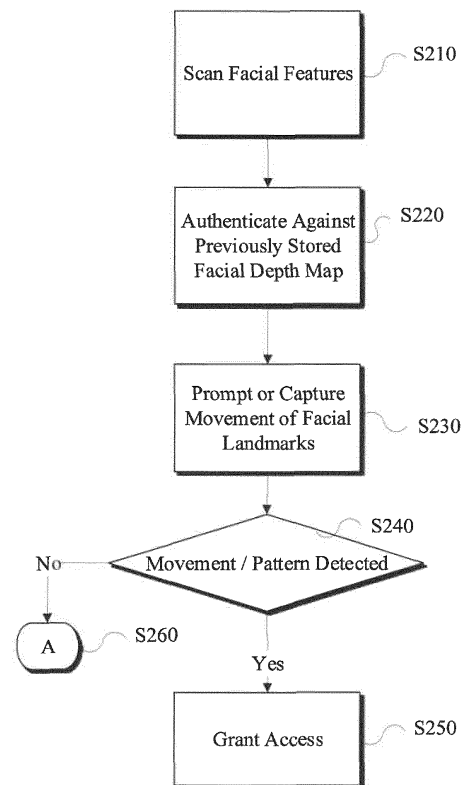 Scan Facial Features
S210
Authenticate Against
Previously Stored
Facial Depth Map
S220
Prompt or Capture
Movement of Facial
Landmarks
S230
S240
Movement / Pattern Detected
No
A
S260
Yes
Grant Access
S250